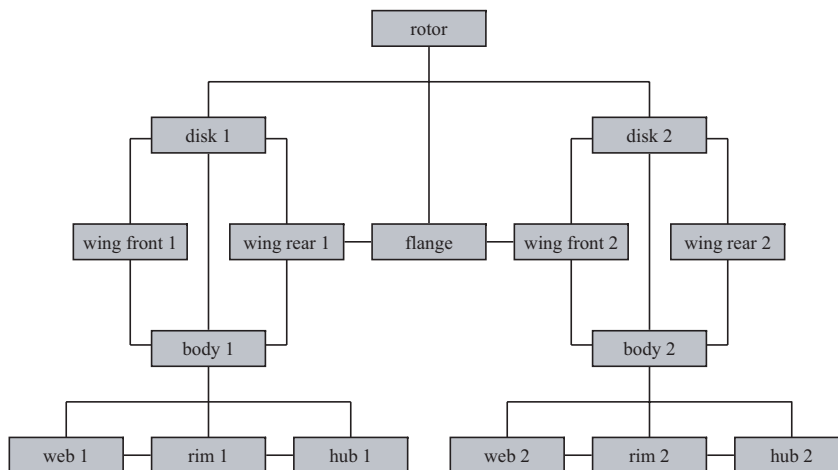 rotor
disk 1
disk 2
wing front 1
wing rear 1
flange
wing front 2
wing rear 2
body 1
body 2
web 1
rim 1
hub 1
web 2
rim 2
hub 2